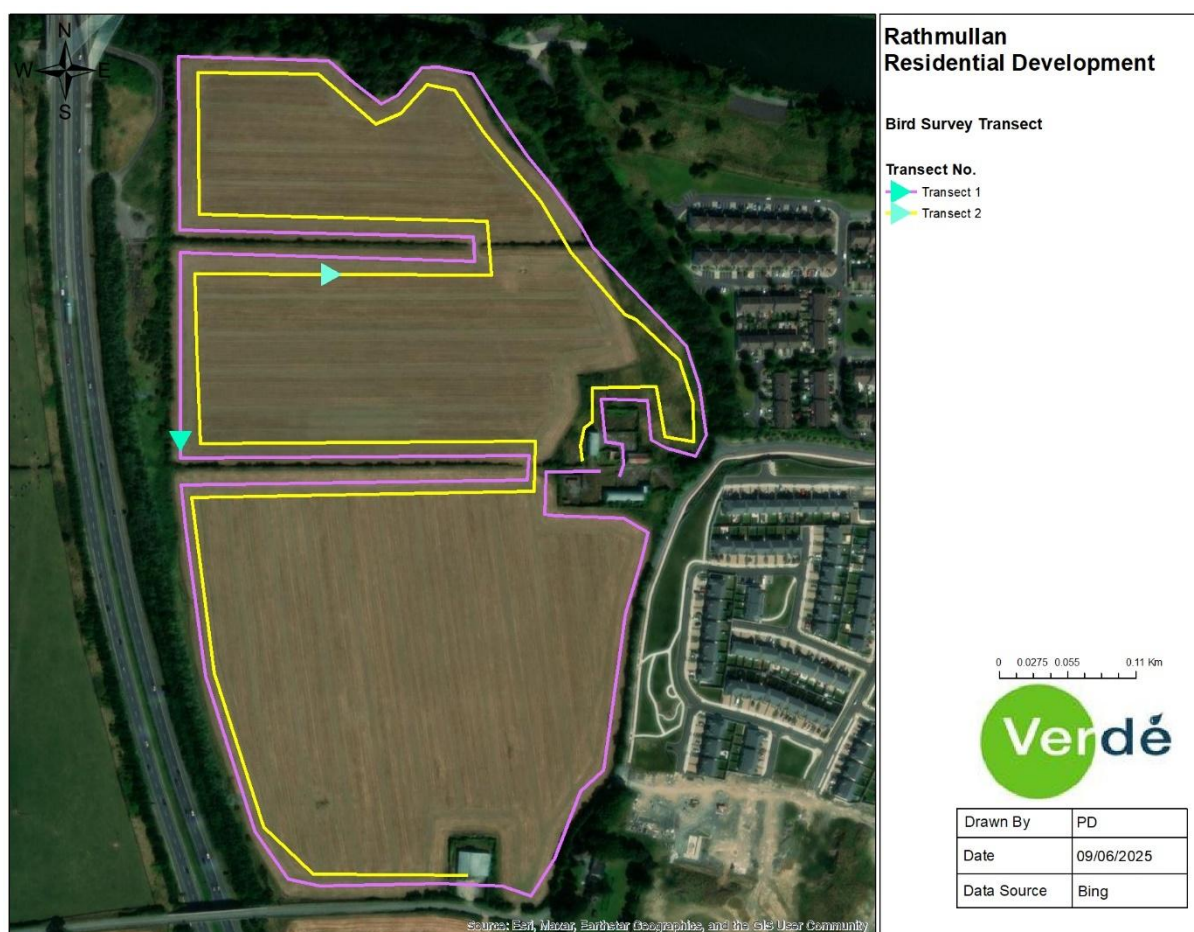 N
W E
S
Rathmullan
Residential Development
Bird Survey Transect
Transect No.
Transect 1
Transect 2
0 0.0275 0.055 0.11 Km
Verdé
Drawn By PD
Date 09/06/2025
Data Source Bing
Source: Esri, Maxar, Earthstar Geographics, and the GIS User Community